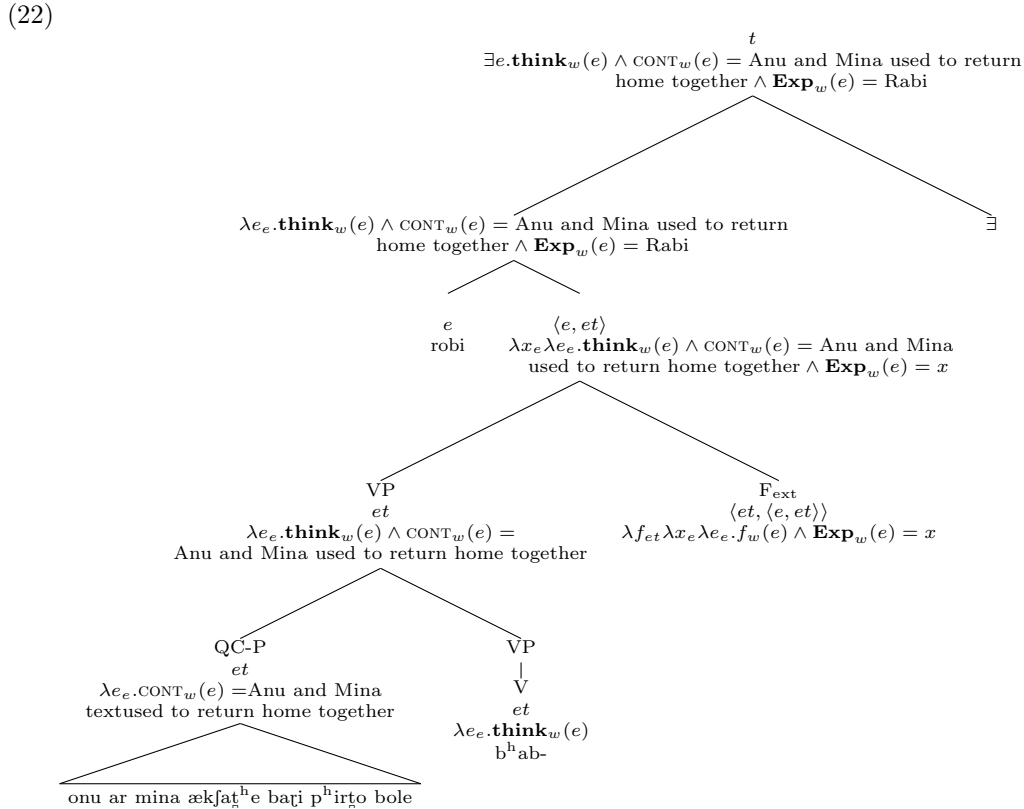 (22)
t
∃e.think_w(e) ∧ CONT_w(e) = Anu and Mina used to return
home together ∧ Exp_w(e) = Rabi
λe_e.think_w(e) ∧ CONT_w(e) = Anu and Mina used to return
home together ∧ Exp_w(e) = Rabi
∃
e
robi
⟨e, et⟩
λx_eλe_e.think_w(e) ∧ CONT_w(e) = Anu and Mina
used to return home together ∧ Exp_w(e) = x
VP
et
λe_e.think_w(e) ∧ CONT_w(e) =
Anu and Mina used to return home together
F_ext
⟨et, ⟨e, et⟩⟩
λf_etλx_eλe_e.f_w(e) ∧ Exp_w(e) = x
QC-P
et
λe_e.CONT_w(e) =Anu and Mina
textused to return home together
VP
V
et
λe_e.think_w(e)
bʰab-
onu ar mina ækʃat̪ʰe baɽi pʰirt̪o bole